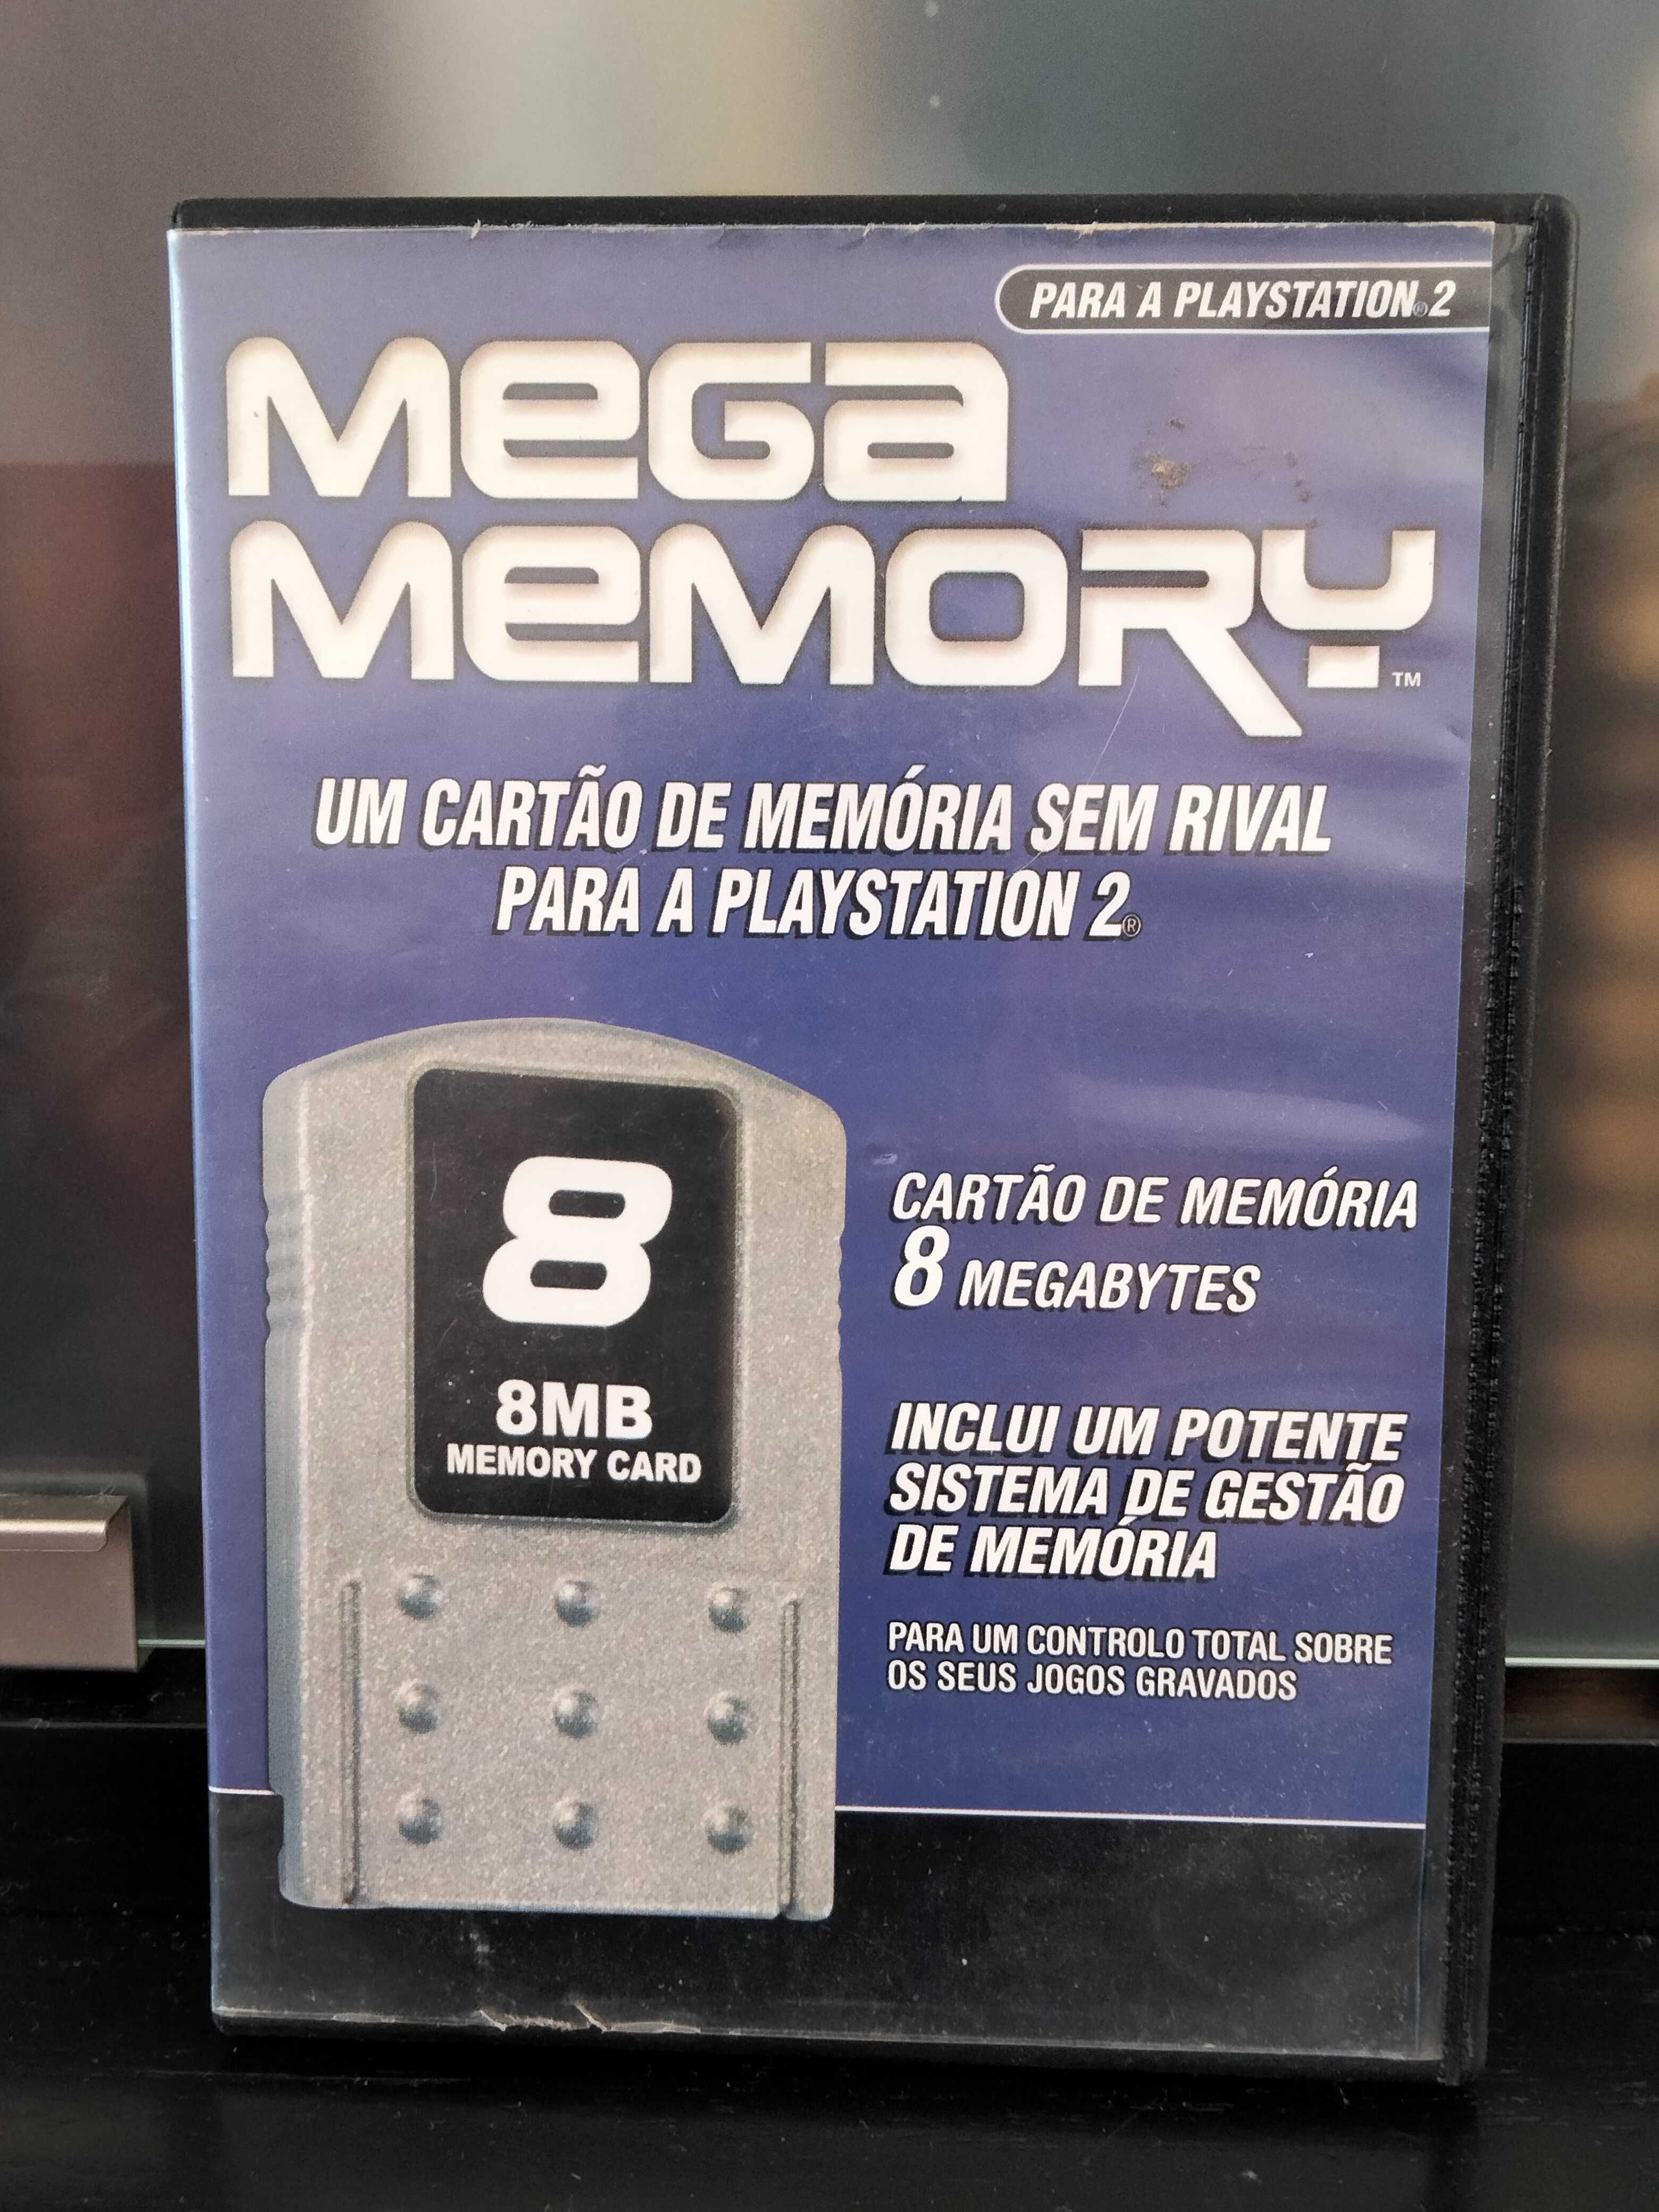 PARA A PLAYSTATION® 2
MEGA
MEMORY™
UM CARTÃO DE MEMÓRIA SEM RIVAL
PARA A PLAYSTATION 2®
8
8MB
MEMORY CARD
CARTÃO DE MEMÓRIA
8 MEGABYTES
INCLUI UM POTENTE
SISTEMA DE GESTÃO
DE MEMÓRIA
PARA UM CONTROLO TOTAL SOBRE
OS SEUS JOGOS GRAVADOS